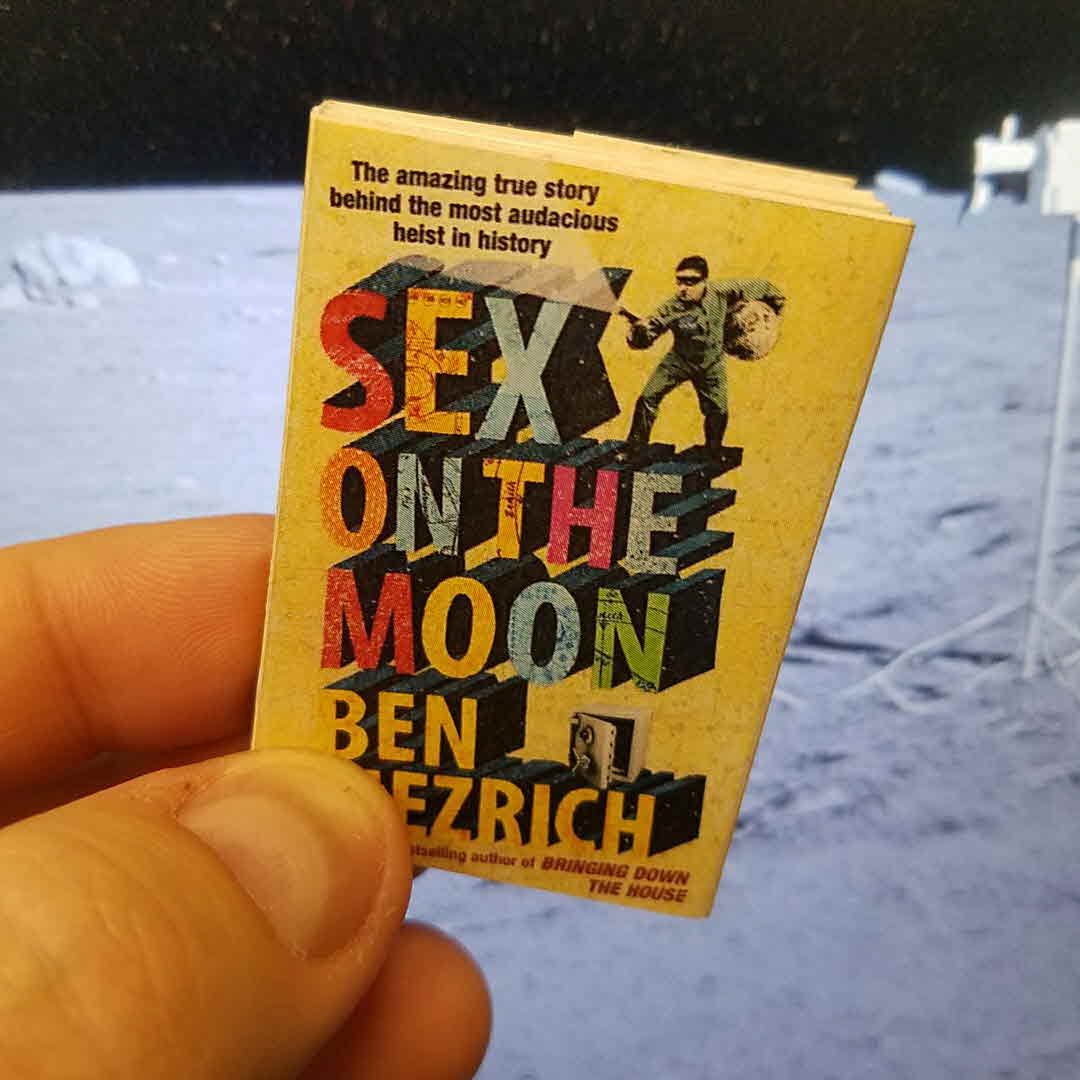 The amazing true story
behind the most audacious
heist in history
SEX
ON THE
MOON
BEN
EZRICH
author of BRINGING DOWN
THE HOUSE